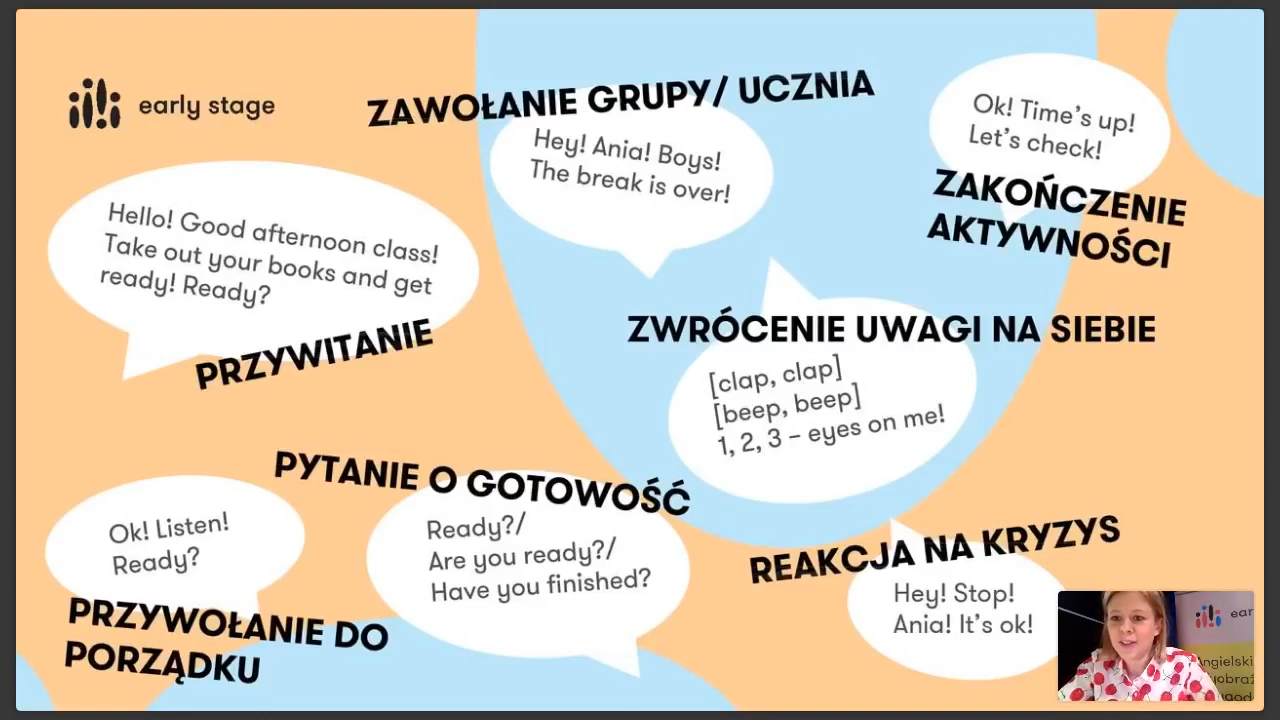 early stage
ZAWOŁANIE GRUPY/ UCZNIA
Hey! Ania! Boys!
The break is over!
Ok! Time's up!
Let's check!
ZAKOŃCZENIE
AKTYWNOŚCI
Hello! Good afternoon class!
Take out your books and get
ready! Ready?
PRZYWITANIE
ZWRÓCENIE UWAGI NA SIEBIE
[clap, clap]
[beep, beep]
1, 2, 3 – eyes on me!
PYTANIE O GOTOWOŚĆ
Ready?/
Are you ready?/
Have you finished?
Ok! Listen!
Ready?
PRZYWOŁANIE DO
PORZĄDKU
REAKCJA NA KRYZYS
Hey! Stop!
Ania! It's ok!
ear
Angielski